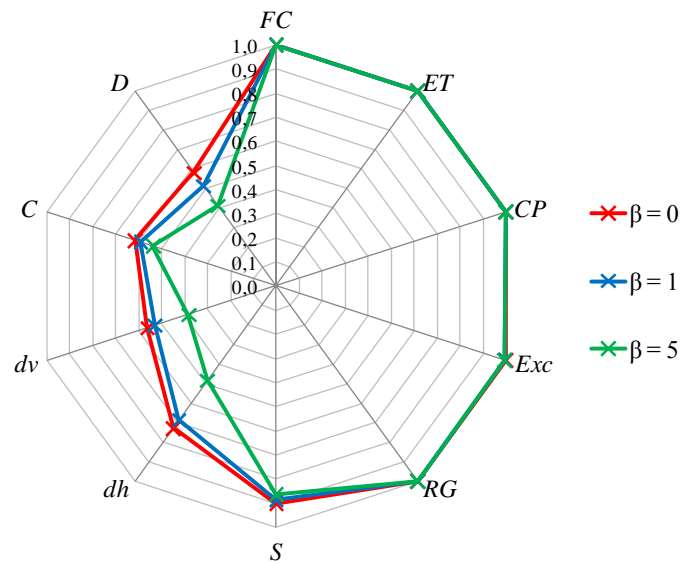 FC
1,0
0,9
0,8
0,7
0,6
0,5
0,4
0,3
0,2
0,1
0,0
ET
CP
Exc
RG
S
dh
dv
C
D
β = 0
β = 1
β = 5